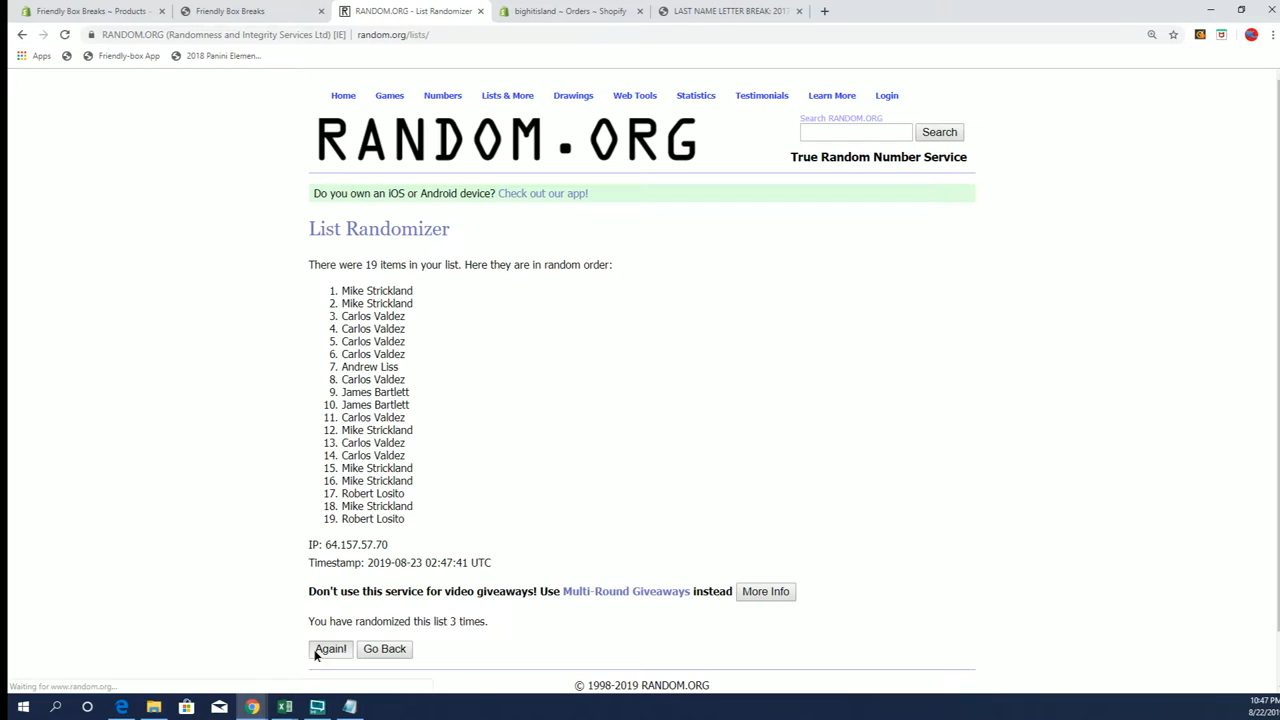 Friendly Box Breaks ~ Products -
Friendly Box Breaks
RANDOM.ORG - List Randomizer
bighitisland ~ Orders ~ Shopify
LAST NAME LETTER BREAK: 2017
RANDOM.ORG (Randomness and Integrity Services Ltd) [IE] | random.org/lists/
Apps
Friendly-box App
2018 Panini Elemen...
Home Games Numbers Lists & More Drawings Web Tools Statistics Testimonials Learn More Login
RANDOM.ORG
Search RANDOM.ORG
Search
True Random Number Service
Do you own an iOS or Android device? Check out our app!
List Randomizer
There were 19 items in your list. Here they are in random order:
1. Mike Strickland
2. Mike Strickland
3. Carlos Valdez
4. Carlos Valdez
5. Carlos Valdez
6. Carlos Valdez
7. Andrew Liss
8. Carlos Valdez
9. James Bartlett
10. James Bartlett
11. Carlos Valdez
12. Mike Strickland
13. Carlos Valdez
14. Carlos Valdez
15. Mike Strickland
16. Mike Strickland
17. Robert Losito
18. Mike Strickland
19. Robert Losito
IP: 64.157.57.70
Timestamp: 2019-08-23 02:47:41 UTC
Don't use this service for video giveaways! Use Multi-Round Giveaways instead More Info
You have randomized this list 3 times.
Again! Go Back
© 1998-2019 RANDOM.ORG
Waiting for www.random.org...
10:47 PM
8/22/201